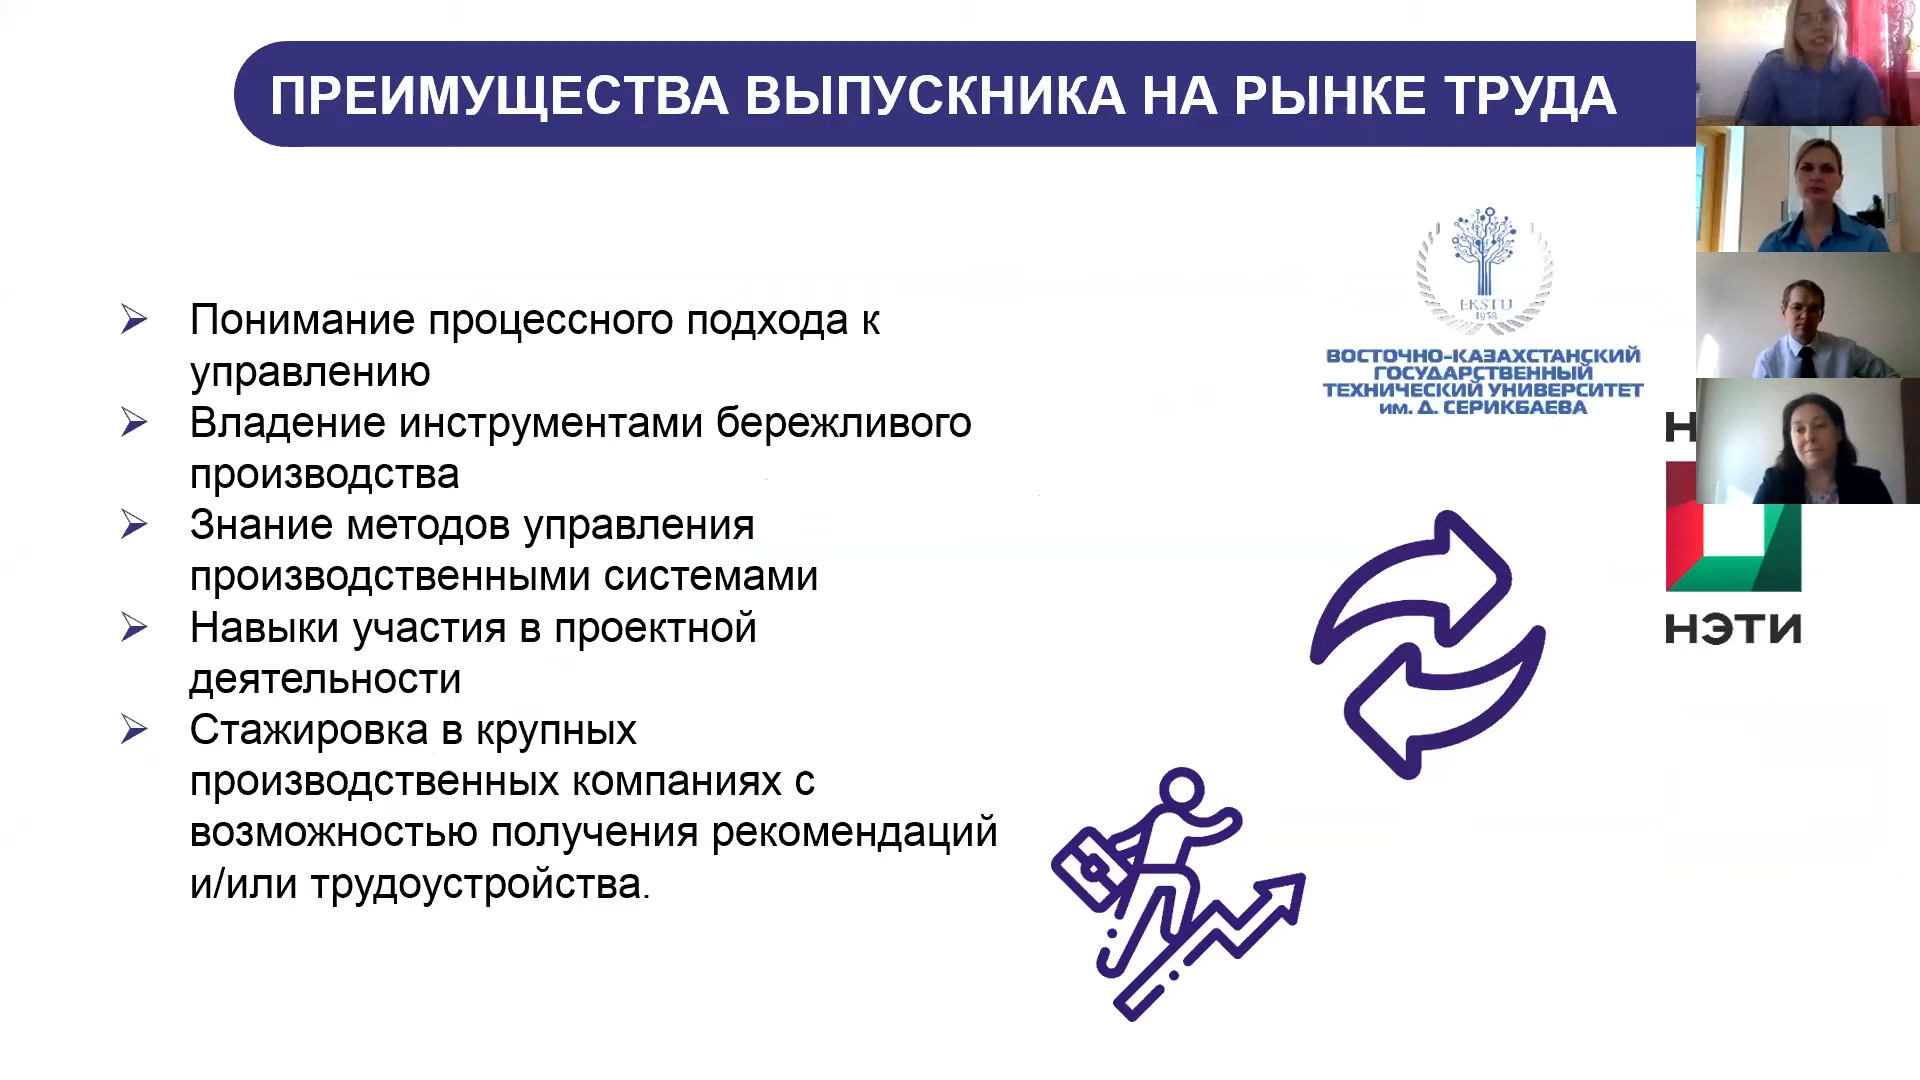 ПРЕИМУЩЕСТВА ВЫПУСКНИКА НА РЫНКЕ ТРУДА
EKSTU
1958
ВОСТОЧНО-КАЗАХСТАНСКИЙ
ГОСУДАРСТВЕННЫЙ
ТЕХНИЧЕСКИЙ УНИВЕРСИТЕТ
ИМ. Д. СЕРИКБАЕВА
Понимание процессного подхода к
управлению
Владение инструментами бережливого
производства
Знание методов управления
производственными системами
Навыки участия в проектной
деятельности
Стажировка в крупных
производственных компаниях с
возможностью получения рекомендаций
и/или трудоустройства.
НЭТИ